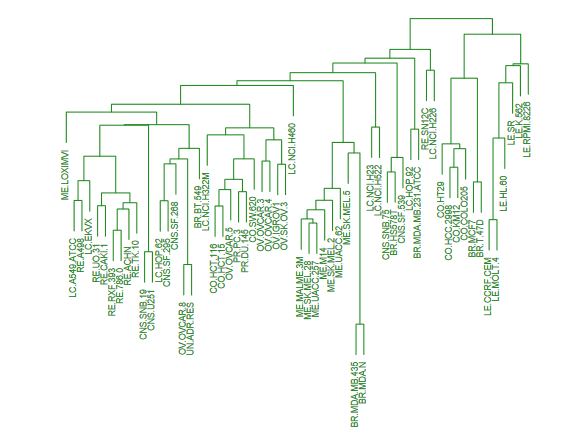 ME.LOXIMVI
LC.A549.ATCC
RE.A498
LC.EKVX
RE.UO.31
RE.CAKI.1
RE.RXF.393
RE.786.0
RE.ACHN
RE.TK.10
CNS.SNB.19
CNS.U251
LC.HOP.62
CNS.SF.295
CNS.SF.268
OV.OVCAR.8
UN.ADR.RES
BR.BT.549
LC.NCI.H322M
CO.HCT.116
CO.HCT.15
OV.OVCAR.5
PR.PC.3
PR.DU.145
CO.SW.620
OV.OVCAR.3
OV.OVCAR.4
OV.IGROV.1
OV.SK.OV.3
LC.NCI.H460
ME.MALME.3M
ME.SK.MEL.28
ME.UACC.257
ME.M14
ME.SK.MEL.2
ME.UACC.62
ME.SK.MEL.5
BR.MDA.MB.435
BR.MDA.N
LC.NCI.H23
LC.NCI.H522
CNS.SNB.75
BR.HS578T
CNS.SF.539
LC.HOP.92
BR.MDA.MB.231.ATCC
RE.SN12C
LC.NCI.H226
CO.HT29
CO.HCC.2998
CO.KM12
CO.COLO205
BR.MCF7
BR.T.47D
LE.CCRF.CEM
LE.MOLT.4
LE.HL.60
LE.SR
LE.K.562
LE.RPMI.8226